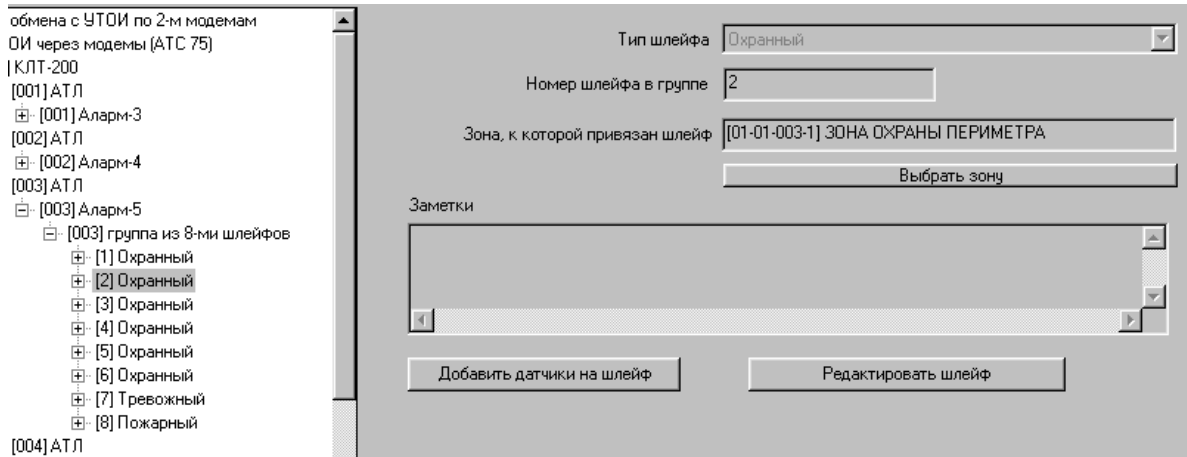 обмена с УТОИ по 2-м модемам
ОИ через модемы (АТС 75)
КЛТ-200
[001] АТЛ
[001] Аларм-3
[002] АТЛ
[002] Аларм-4
[003] АТЛ
[003] Аларм-5
[003] группа из 8-ми шлейфов
[1] Охранный
[2] Охранный
[3] Охранный
[4] Охранный
[5] Охранный
[6] Охранный
[7] Тревожный
[8] Пожарный
[004] АТЛ
Тип шлейфа Охранный
Номер шлейфа в группе 2
Зона, к которой привязан шлейф [01-01-003-1] ЗОНА ОХРАНЫ ПЕРИМЕТРА
Выбрать зону
Заметки
Добавить датчики на шлейф Редактировать шлейф